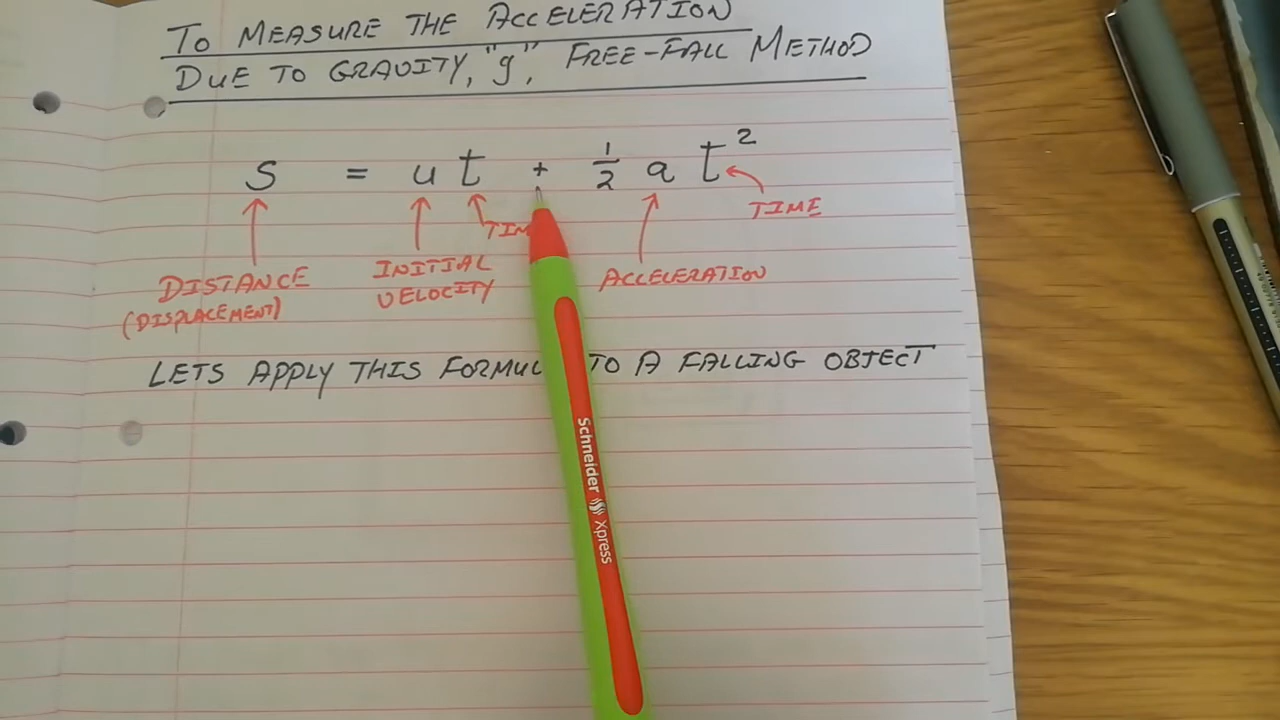 TO MEASURE THE ACCELERATION
DUE TO GRAVITY, "g", FREE-FALL METHOD
s = ut + 1/2 at²
TIME
DISTANCE
(DISPLACEMENT)
INITIAL
VELOCITY
ACCELERATION
LETS APPLY THIS TO A FALLING OBJECT
Schneider Xpress